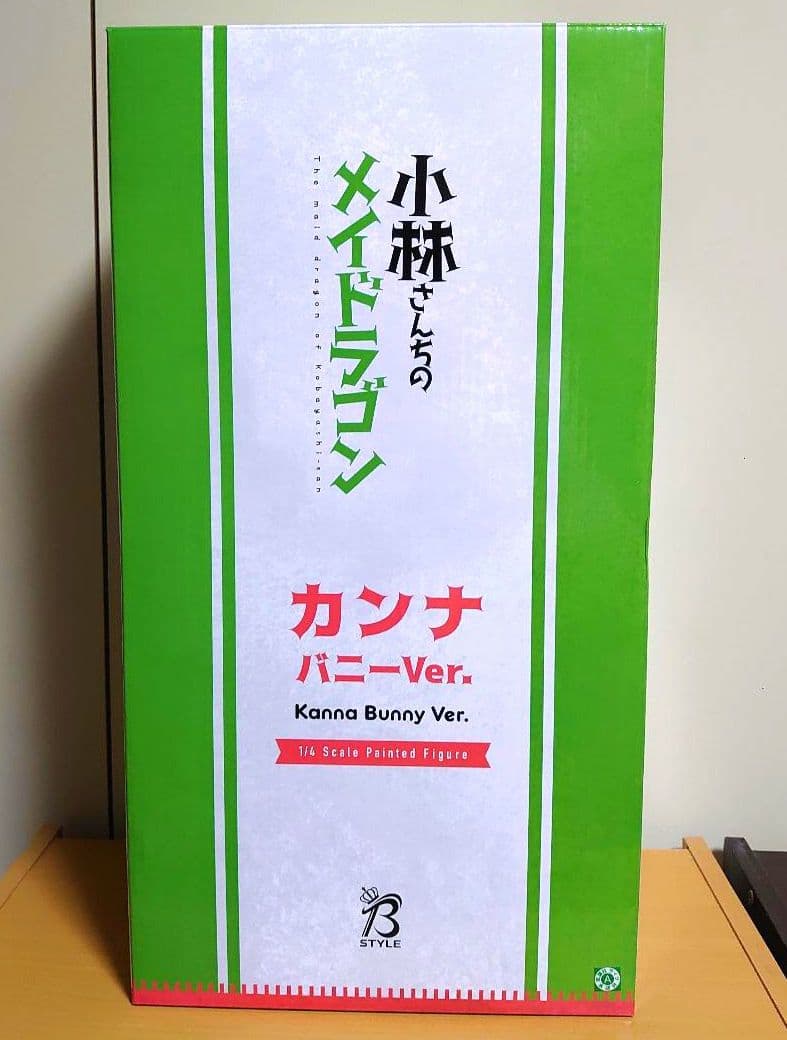 小林さんちの
メイドラゴン
The maid dragon of Kobayashi-san
カンナ
バニーVer.
Kanna Bunny Ver.
1/4 Scale Painted Figure
B
STYLE
A